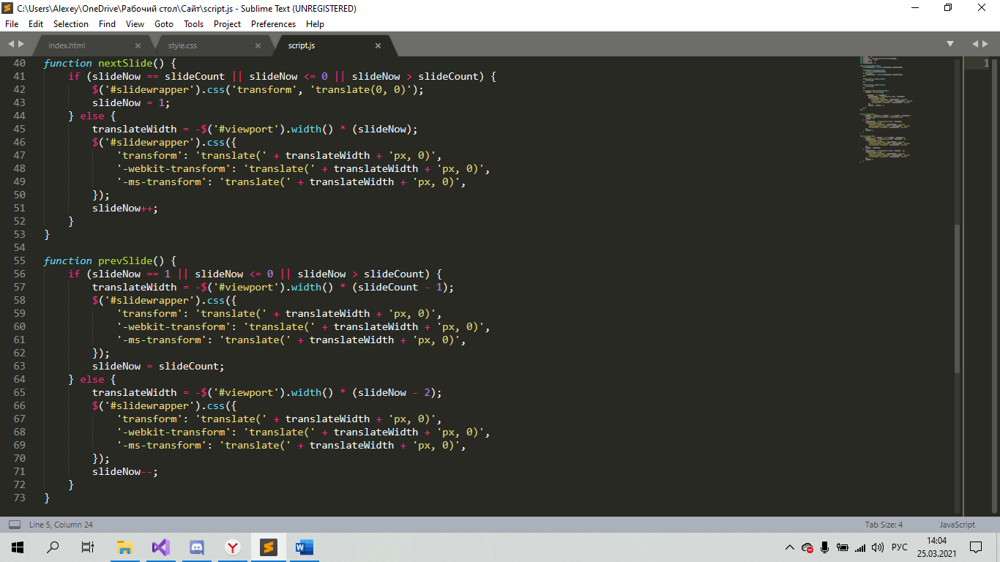 C:\Users\Alexey\OneDrive\Рабочий стол\Сайт\script.js - Sublime Text (UNREGISTERED)
File Edit Selection Find View Goto Tools Project Preferences Help
index.html style.css script.js
40 function nextSlide() {
41 if (slideNow == slideCount || slideNow <= 0 || slideNow > slideCount) {
42 $('#slidewrapper').css('transform', 'translate(0, 0)');
43 slideNow = 1;
44 } else {
45 translateWidth = -$('#viewport').width() * (slideNow);
46 $('#slidewrapper').css({
47 'transform': 'translate(' + translateWidth + 'px, 0)',
48 '-webkit-transform': 'translate(' + translateWidth + 'px, 0)',
49 '-ms-transform': 'translate(' + translateWidth + 'px, 0)',
50 });
51 slideNow++;
52 }
53 }
54
55 function prevSlide() {
56 if (slideNow == 1 || slideNow <= 0 || slideNow > slideCount) {
57 translateWidth = -$('#viewport').width() * (slideCount - 1);
58 $('#slidewrapper').css({
59 'transform': 'translate(' + translateWidth + 'px, 0)',
60 '-webkit-transform': 'translate(' + translateWidth + 'px, 0)',
61 '-ms-transform': 'translate(' + translateWidth + 'px, 0)',
62 });
63 slideNow = slideCount;
64 } else {
65 translateWidth = -$('#viewport').width() * (slideNow - 2);
66 $('#slidewrapper').css({
67 'transform': 'translate(' + translateWidth + 'px, 0)',
68 '-webkit-transform': 'translate(' + translateWidth + 'px, 0)',
69 '-ms-transform': 'translate(' + translateWidth + 'px, 0)',
70 });
71 slideNow--;
72 }
73 }
1
Line 5, Column 24 Tab Size: 4 JavaScript
РУС 14:04
25.03.2021